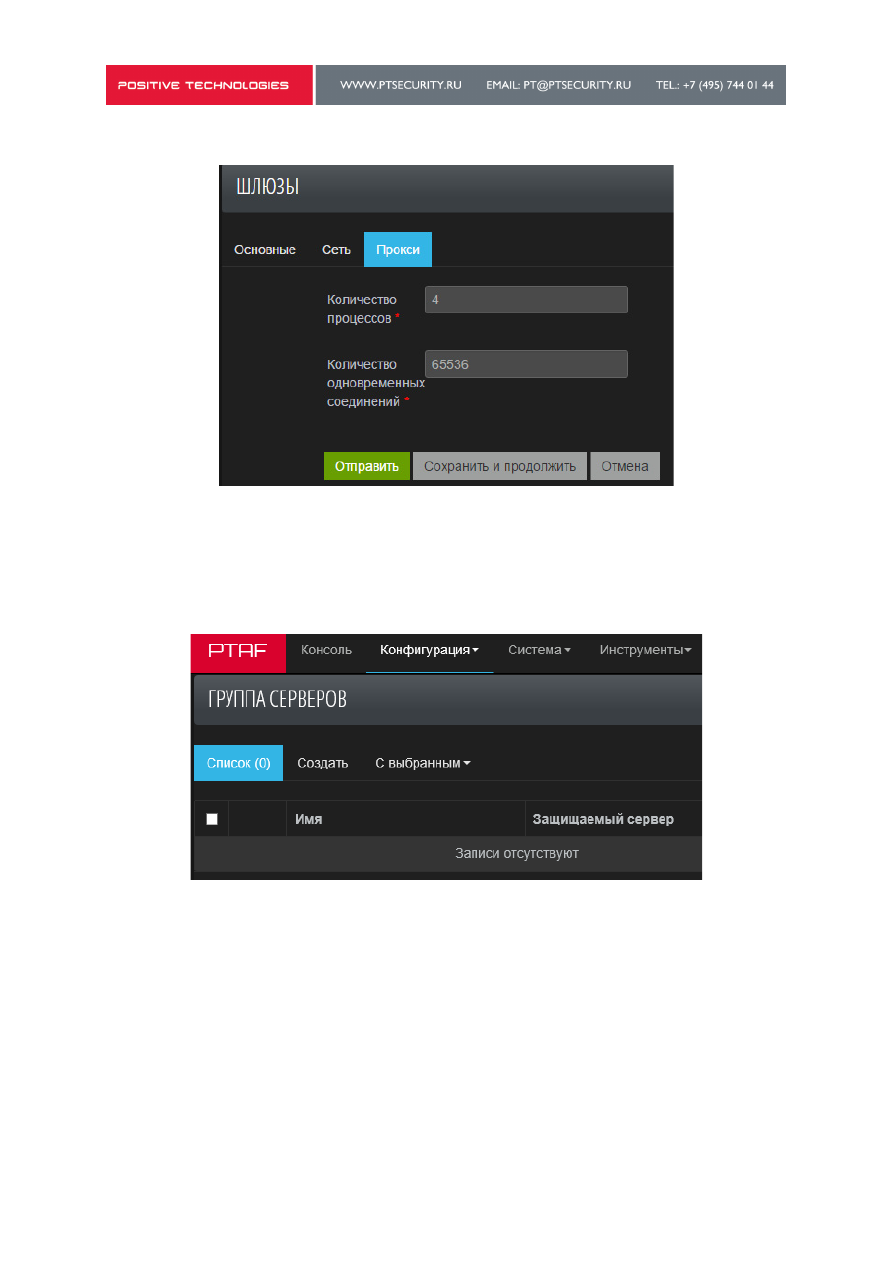 POSITIVE TECHNOLOGIES WWW.PTSECURITY.RU EMAIL: PT@PTSECURITY.RU TEL.: +7 (495) 744 01 44
ШЛЮЗЫ
Основные Сеть Прокси
Количество процессов * 4
Количество одновременных соединений * 65536
Отправить Сохранить и продолжить Отмена
PTAF Консоль Конфигурация Система Инструменты
ГРУППА СЕРВЕРОВ
Список (0) Создать С выбранным
Имя Защищаемый сервер
Записи отсутствуют